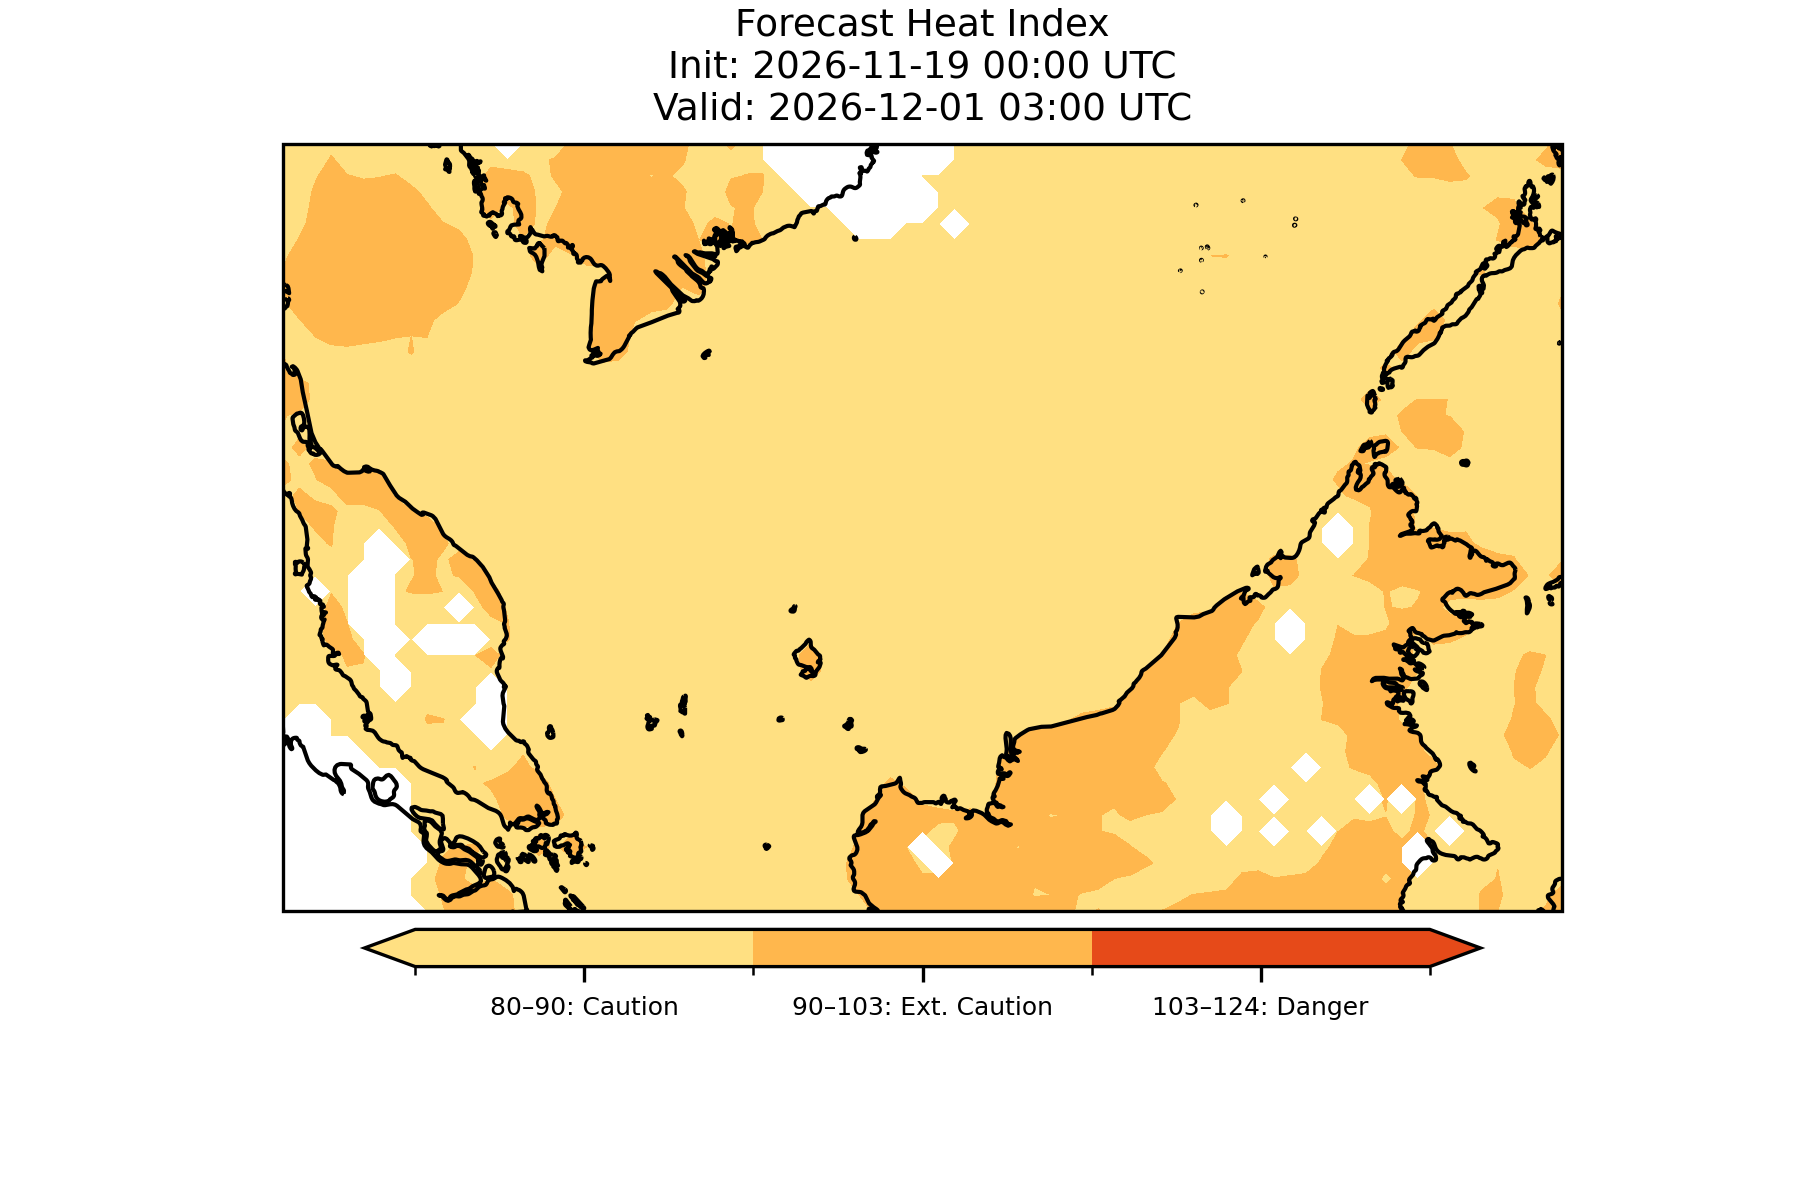 Forecast Heat Index
Init: 2026-11-19 00:00 UTC
Valid: 2026-12-01 03:00 UTC
80–90: Caution
90–103: Ext. Caution
103–124: Danger